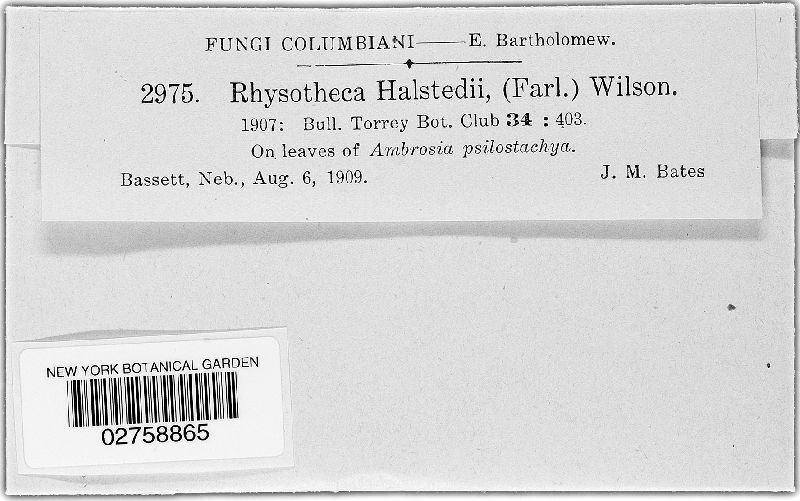 FUNGI COLUMBIANI—E. Bartholomew.
2975. Rhysotheca Halstedii, (Farl.) Wilson.
1907: Bull. Torrey Bot. Club 34 : 403.
On leaves of Ambrosia psilostachya.
Bassett, Neb., Aug. 6, 1909. J. M. Bates
NEW YORK BOTANICAL GARDEN
02758865